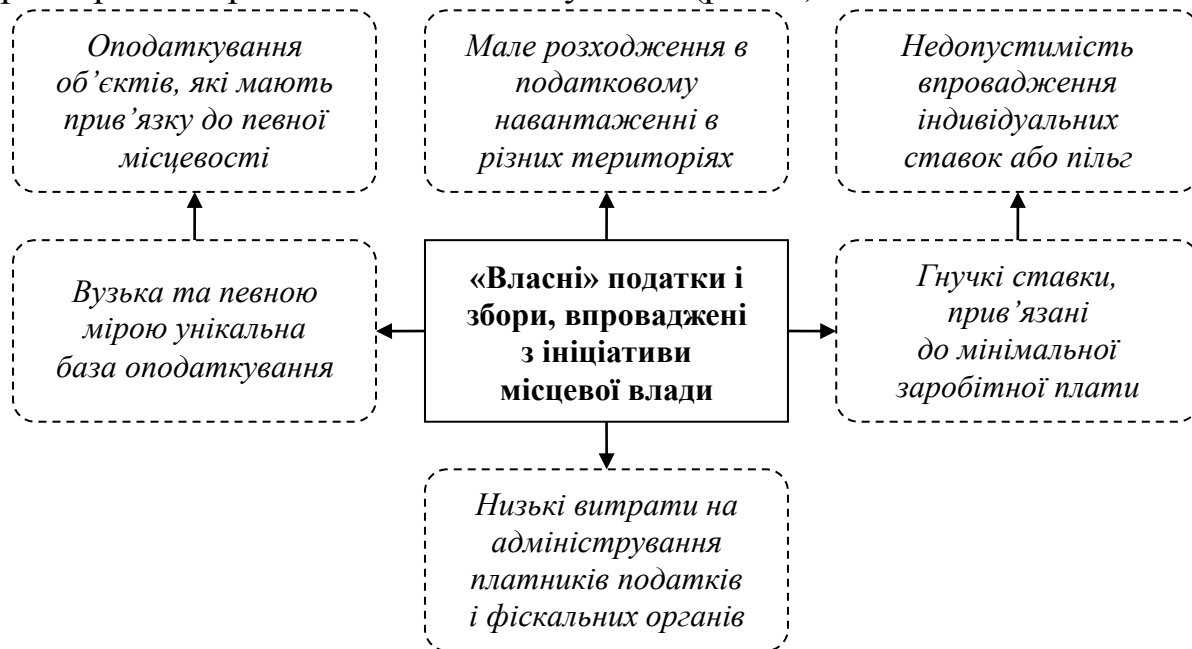 Оподаткування
об’єктів, які мають
прив’язку до певної
місцевості
Мале розходження в
податковому
навантаженні в
різних територіях
Недопустимість
впровадження
індивідуальних
ставок або пільг
Вузька та певною
мірою унікальна
база оподаткування
«Власні» податки і
збори, впроваджені
з ініціативи
місцевої влади
Гнучкі ставки,
прив’язані
до мінімальної
заробітної плати
Низькі витрати на
адміністрування
платників податків
і фіскальних органів